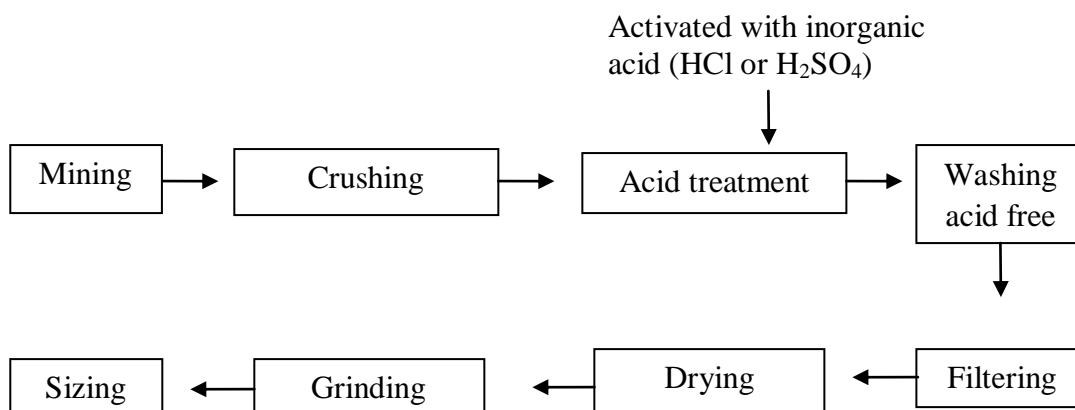 Activated with inorganic
acid (HCl or H₂SO₄)
Mining
Crushing
Acid treatment
Washing
acid free
Filtering
Drying
Grinding
Sizing